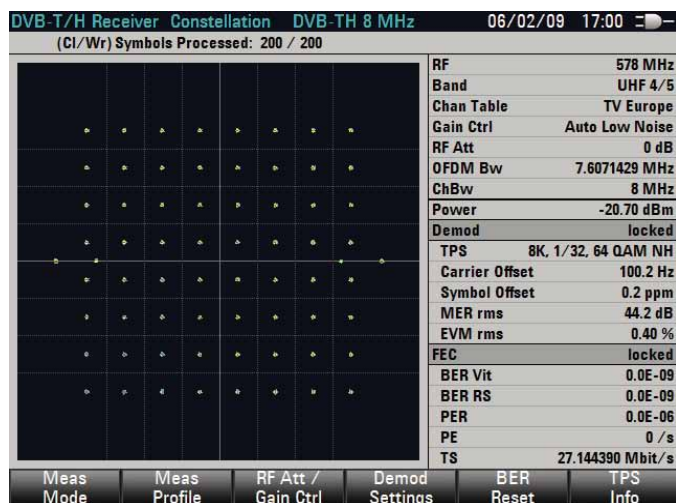 DVB-T/H Receiver Constellation DVB-TH 8 MHz 06/02/09 17:00
(Cl/Wr) Symbols Processed: 200 / 200
RF 578 MHz
Band UHF 4/5
Chan Table TV Europe
Gain Ctrl Auto Low Noise
RF Att 0 dB
OFDM Bw 7.6071429 MHz
ChBw 8 MHz
Power -20.70 dBm
Demod locked
TPS 8K, 1/32, 64 QAM NH
Carrier Offset 100.2 Hz
Symbol Offset 0.2 ppm
MER rms 44.2 dB
EVM rms 0.40 %
FEC locked
BER Vit 0.0E-09
BER RS 0.0E-09
PER 0.0E-06
PE 0 /s
TS 27.144390 Mbit/s
Meas Mode
Meas Profile
RF Att / Gain Ctrl
Demod Settings
BER Reset
TPS Info